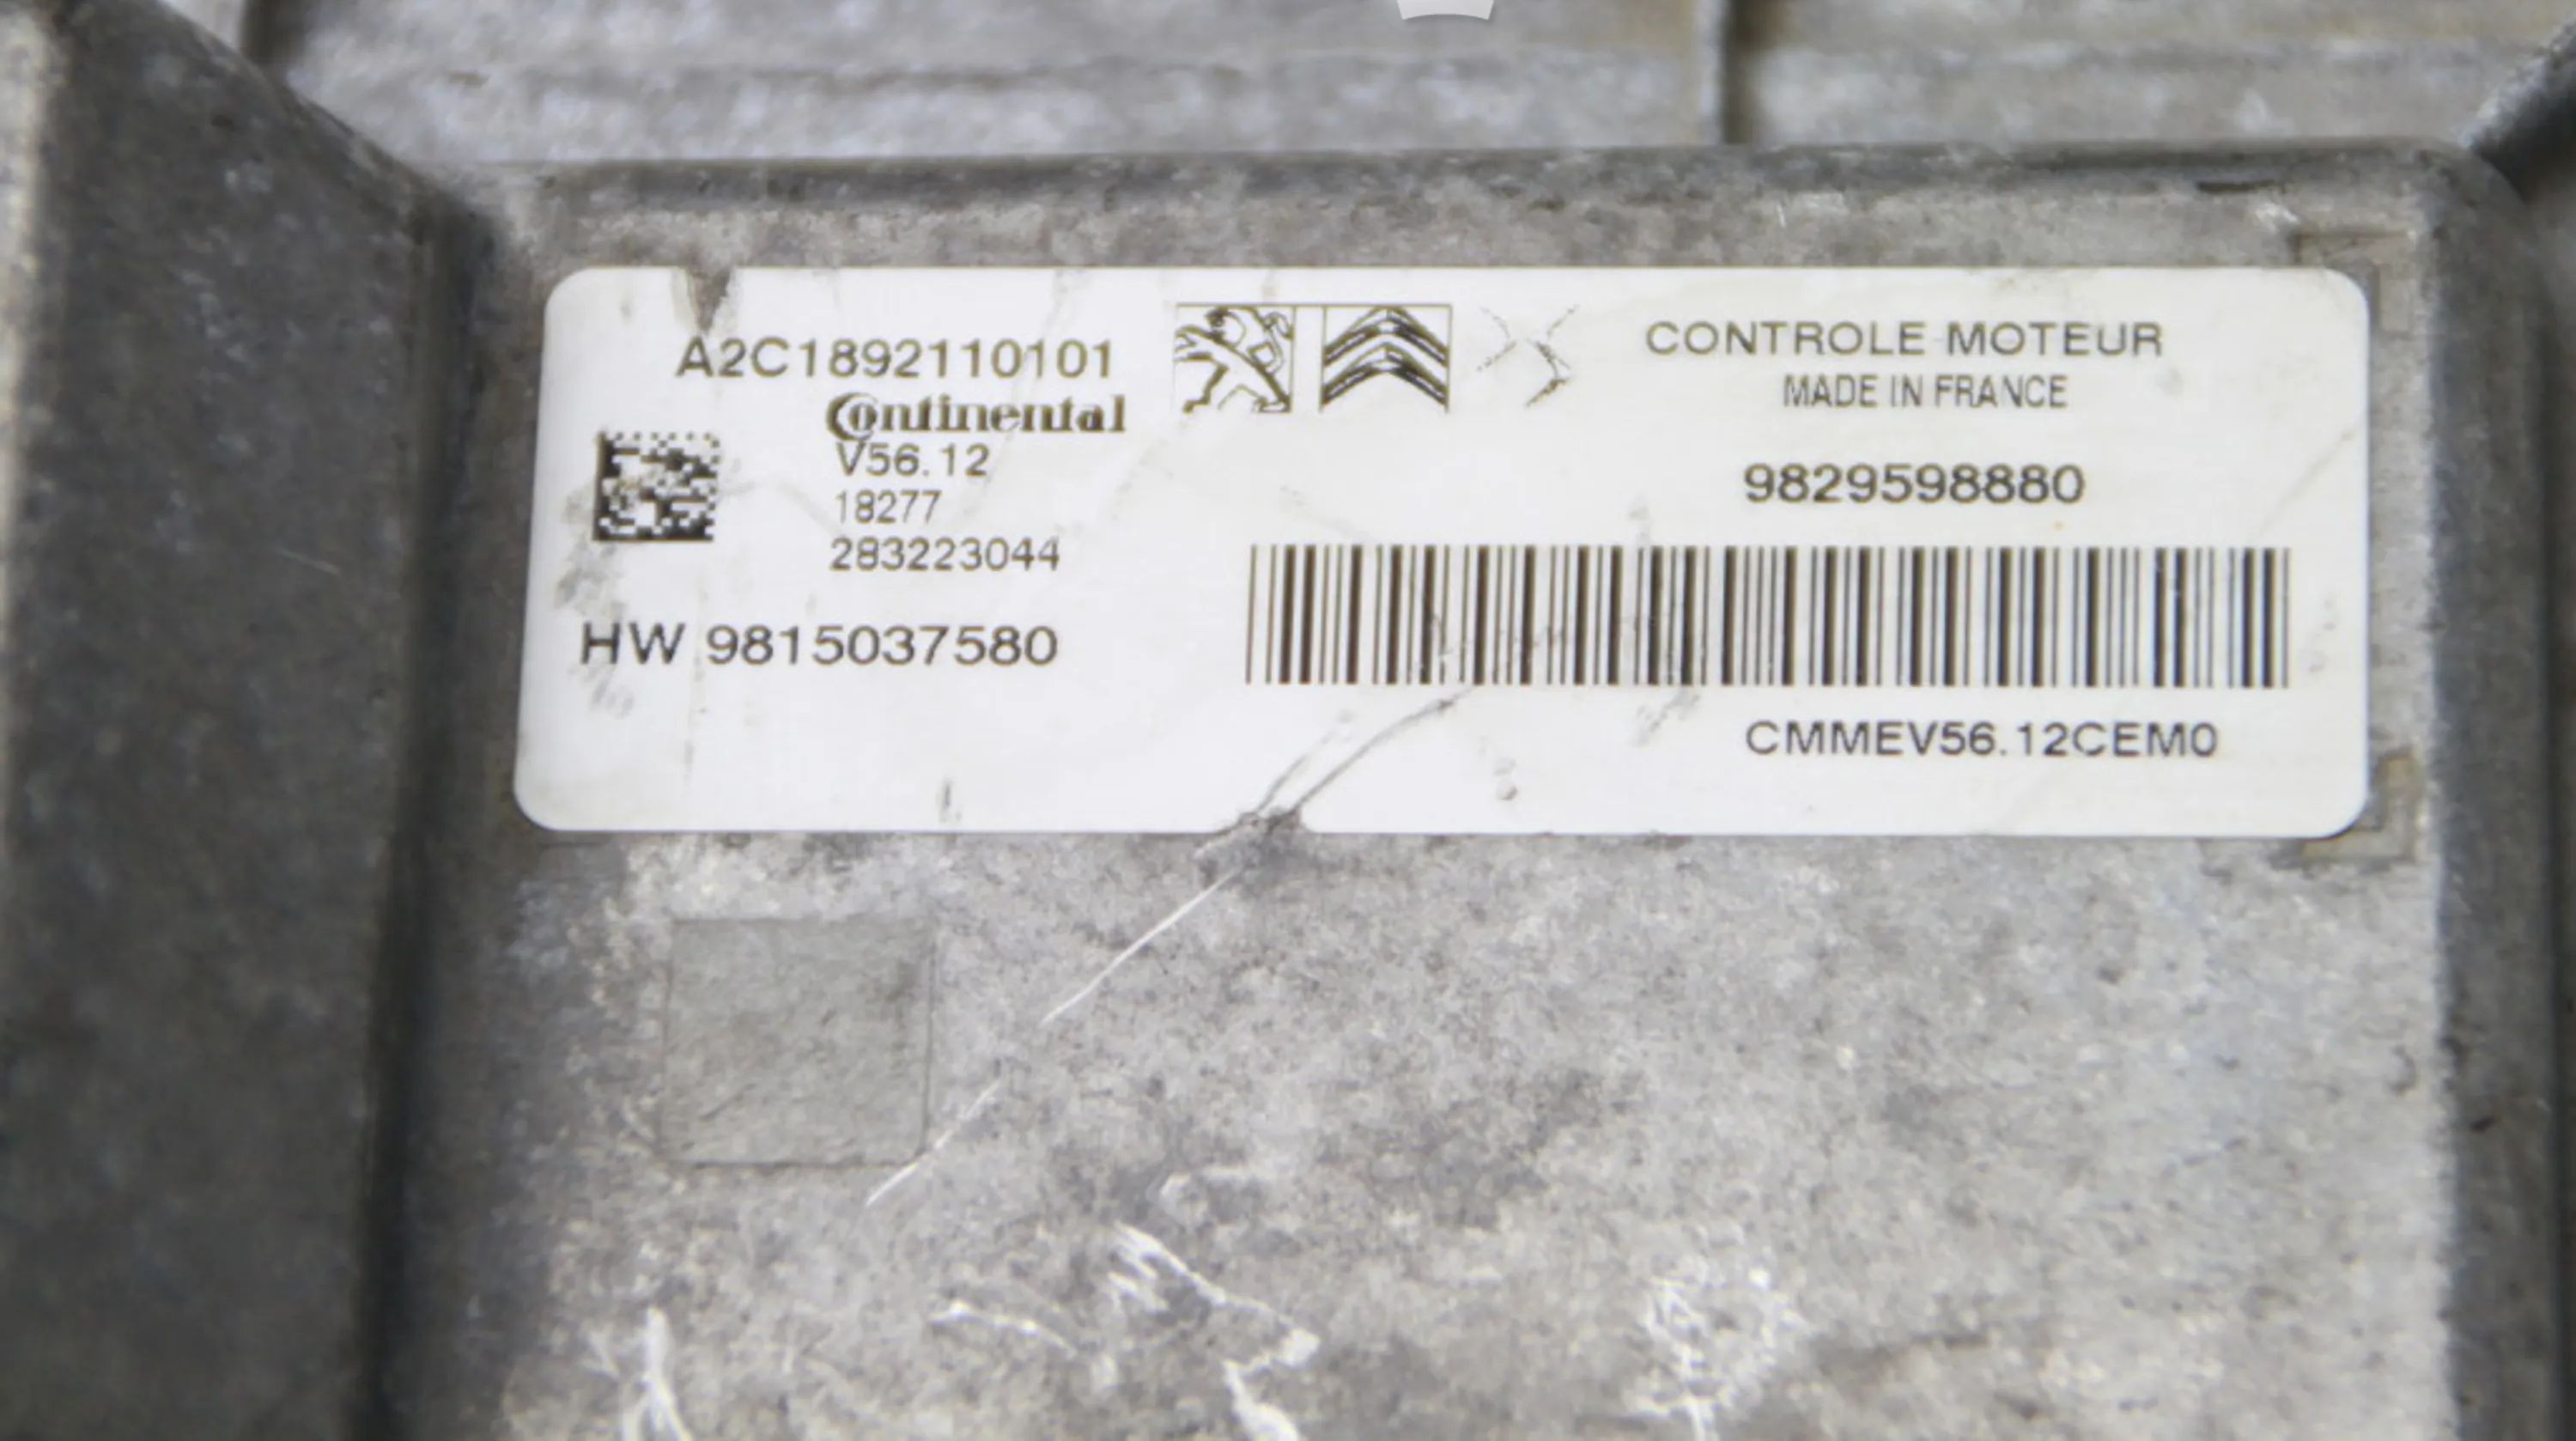 A2C1892110101
Continental
V56.12
18277
283223044
HW 9815037580
CONTROLE MOTEUR
MADE IN FRANCE
9829598880
CMMEV56.12CEM0